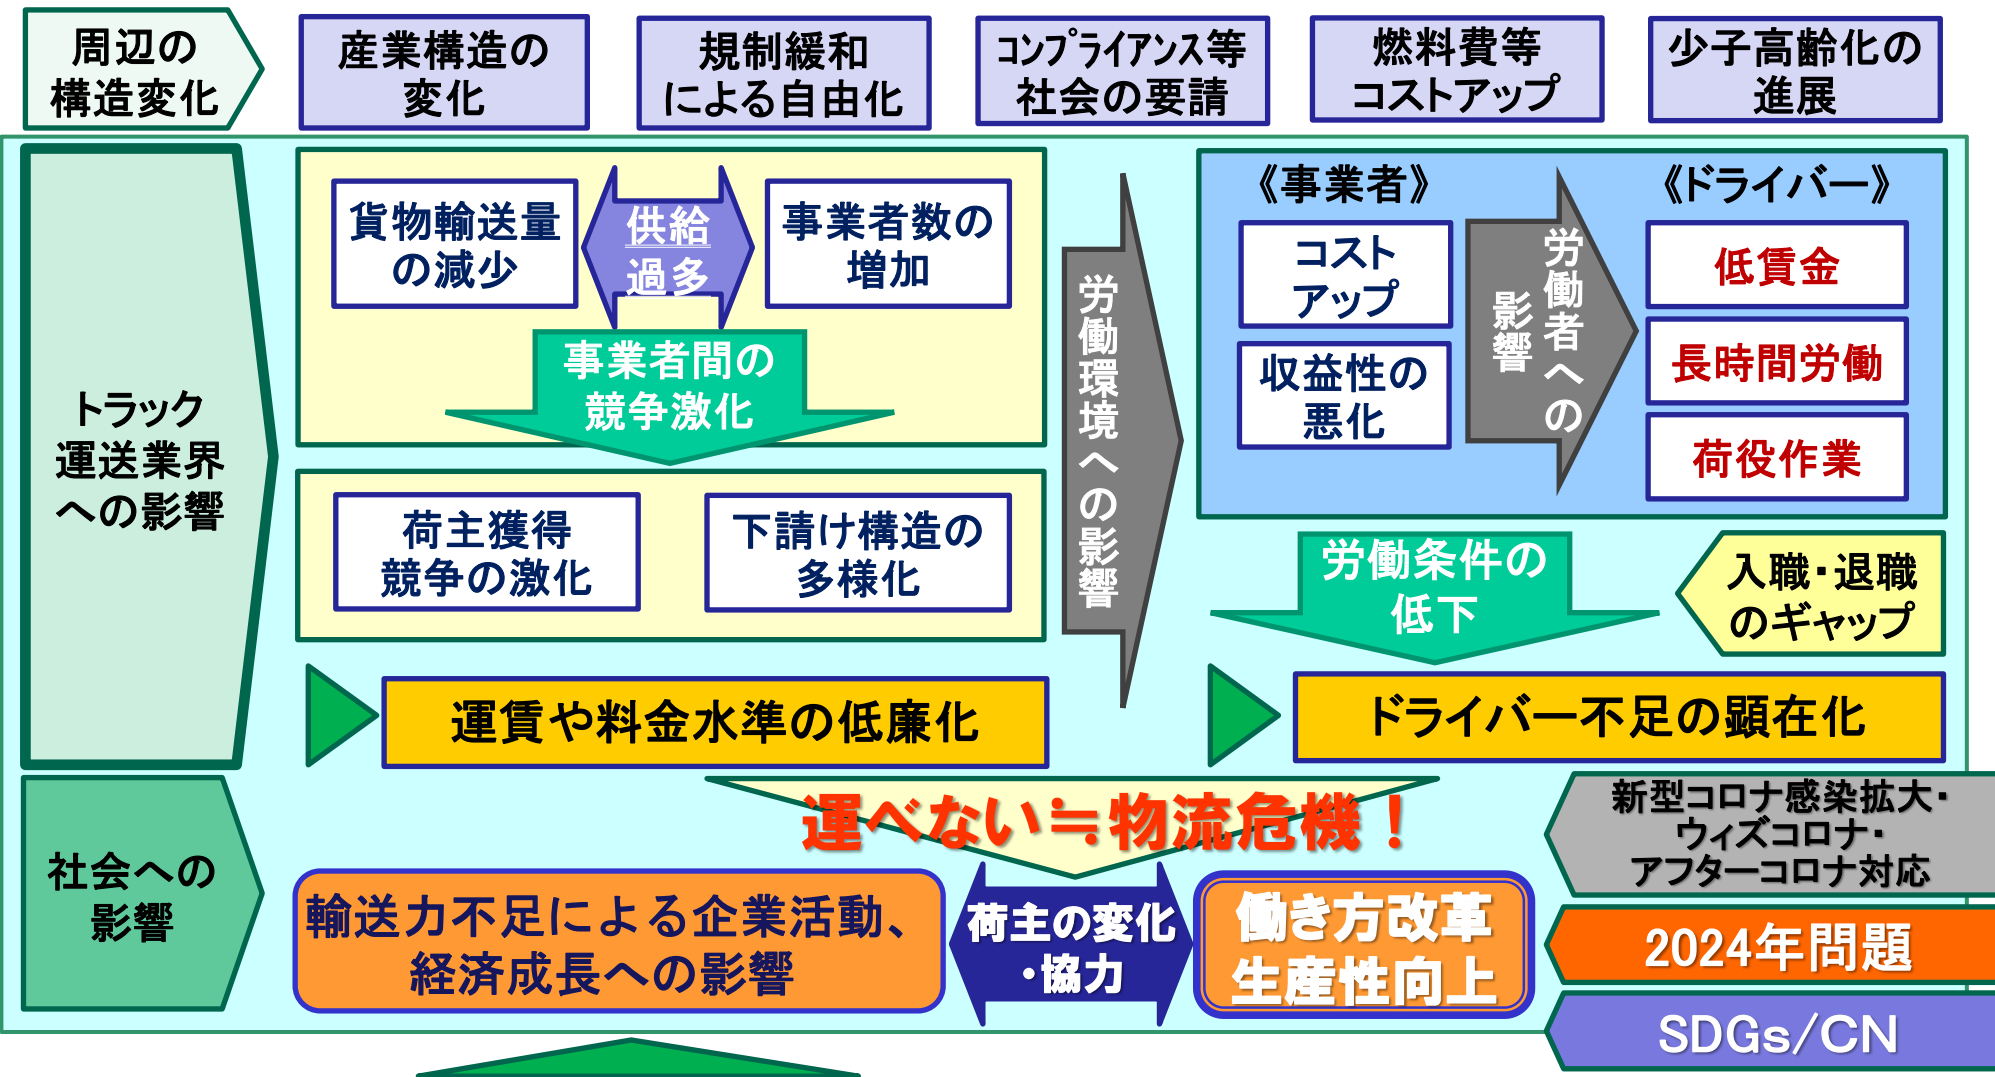 周辺の
構造変化
産業構造の
変化
規制緩和
による自由化
コンプライアンス等
社会の要請
燃料費等
コストアップ
少子高齢化の
進展
トラック
運送業界
への影響
貨物輸送量
の減少
供給
過多
事業者数の
増加
事業者間の
競争激化
荷主獲得
競争の激化
下請け構造の
多様化
運賃や料金水準の低廉化
労働環境への影響
《事業者》
コスト
アップ
収益性の
悪化
労働者への
影響
《ドライバー》
低賃金
長時間労働
荷役作業
労働条件の
低下
入職・退職
のギャップ
ドライバー不足の顕在化
社会への
影響
運べない≒物流危機！
輸送力不足による企業活動、
経済成長への影響
荷主の変化
・協力
働き方改革
生産性向上
新型コロナ感染拡大・
ウィズコロナ・
アフターコロナ対応
2024年問題
SDGs/CN